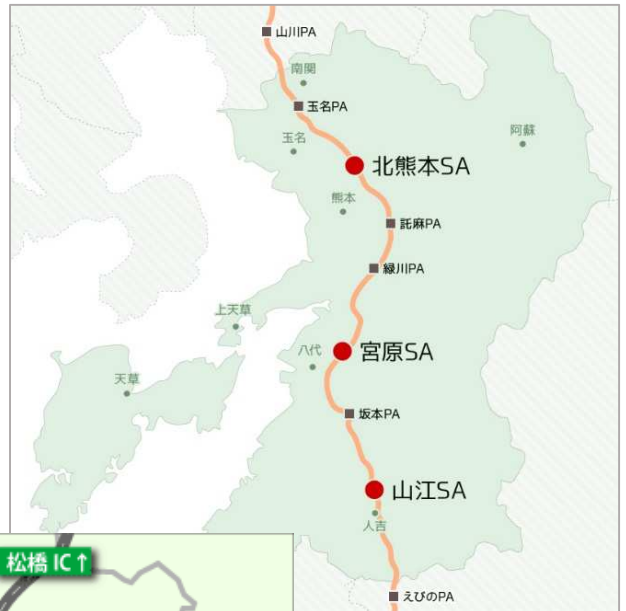 山川PA
南関
玉名PA
阿蘇
玉名
北熊本SA
熊本
託麻PA
緑川PA
上天草
八代
宮原SA
天草
坂本PA
山江SA
人吉
松橋 IC↑
えびのPA